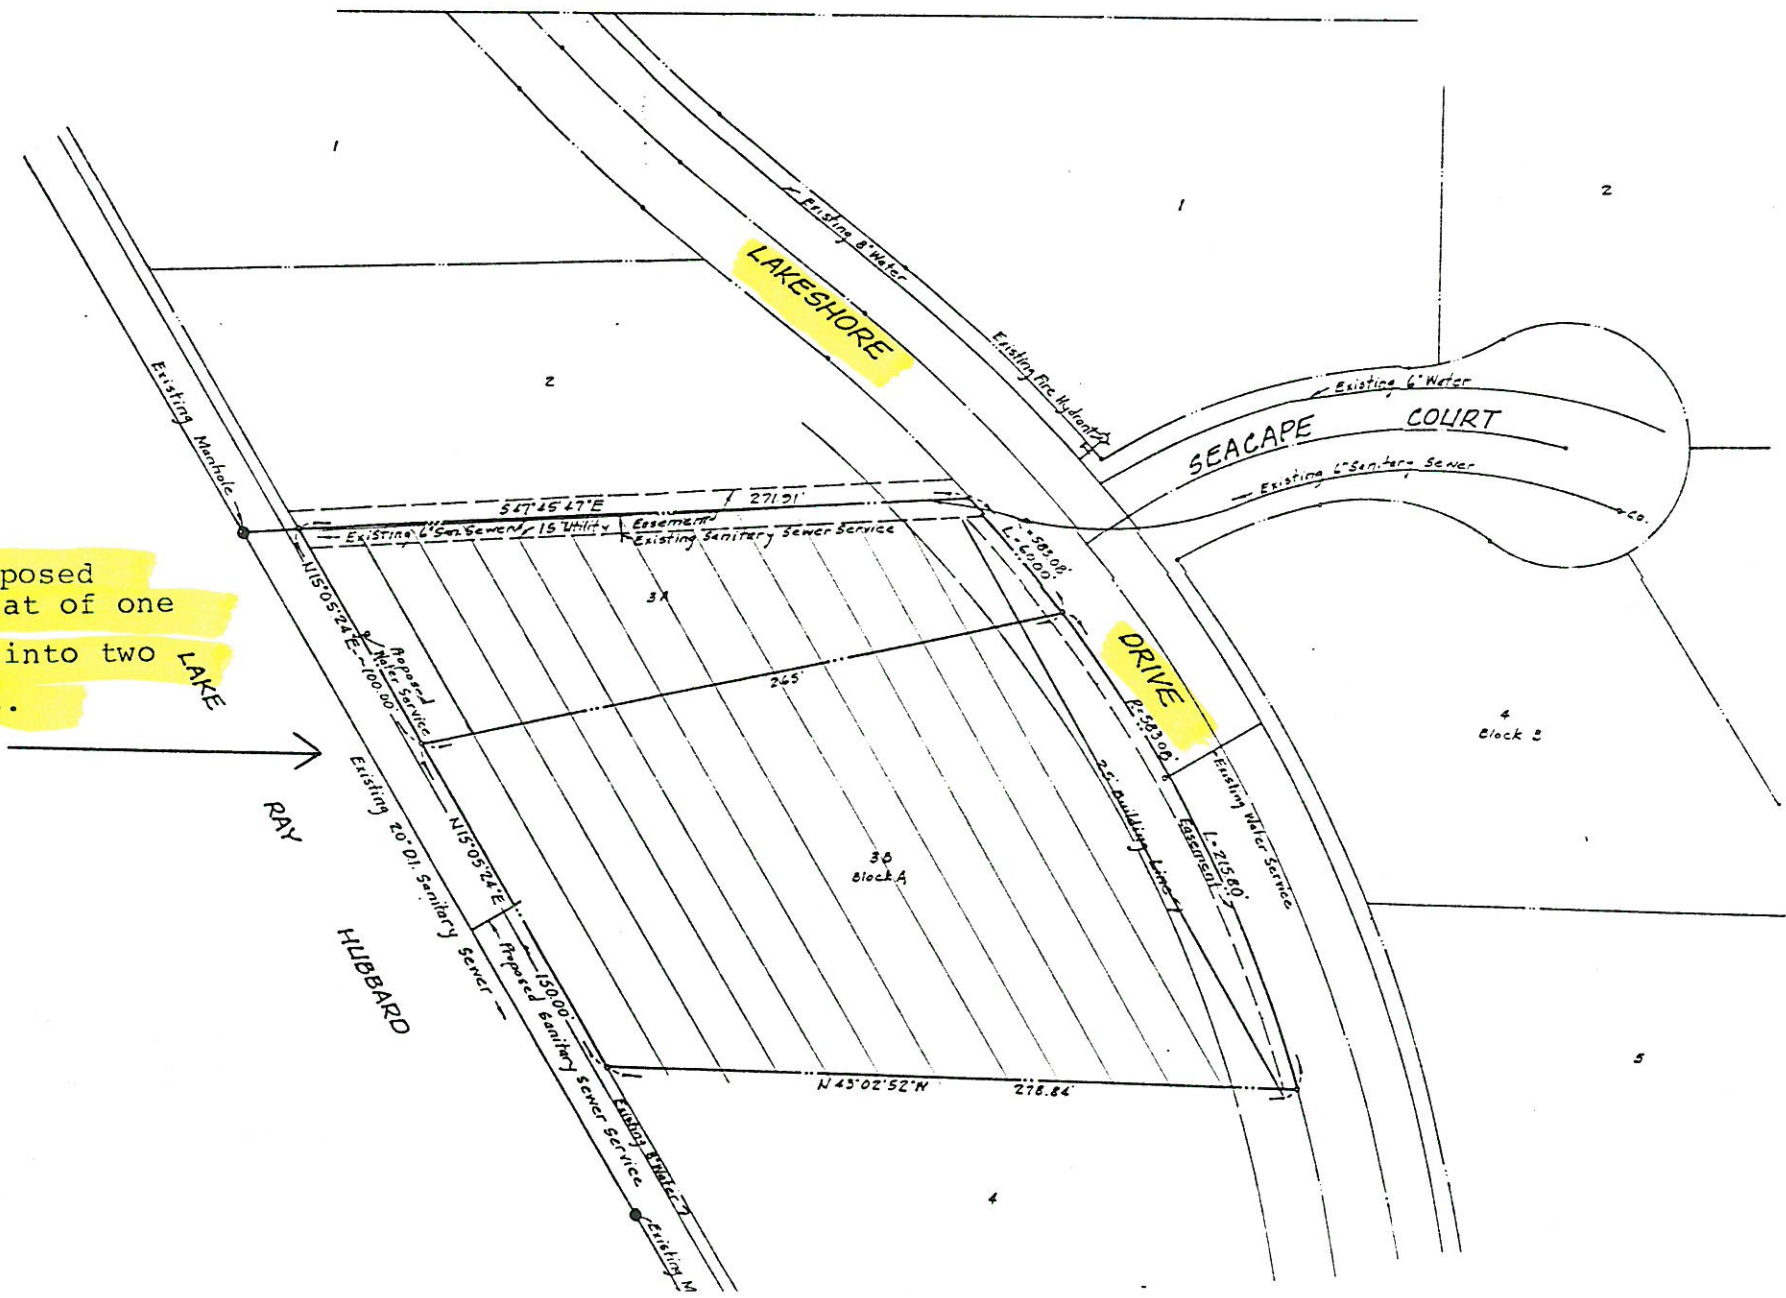 1
2
1
2
Existing 8" Water
LAKESHORE
Existing Fire Hydrant
Existing 6" Water
SEACAPE COURT
Existing 6" Sanitary Sewer
C.O.
Existing Manhole
S 47°45'47"E 271.91'
Existing 6" San Sewer 15' Utility Easement
Existing Sanitary Sewer Service
posed
at of one
into two
.
LAKE
RAY
HUBBARD
N15°05'24"E
100.00'
Proposed
Water Service
3A
583.08'
L=60.00'
265'
DRIVE
R=583.08'
Existing Water Service
L=215.80'
Easement
25' Building Line
4
Block B
3B
Block A
N15°05'24"E
150.00'
Existing 20" D.I. Sanitary Sewer
Proposed Sanitary Sewer Service
N 43°02'52"W 278.84'
Existing 8" Water
Existing M
4
5